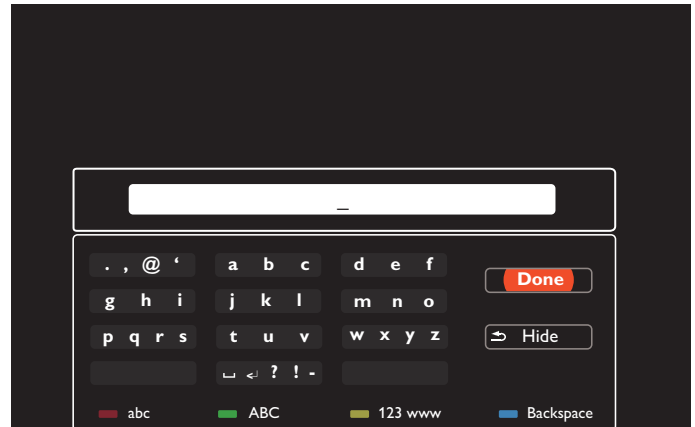 _
. , @ ‘ a b c d e f
Done
g h i j k l m n o
p q r s t u v w x y z
Hide
␣ ↵ ? ! -
abc ABC 123 www Backspace